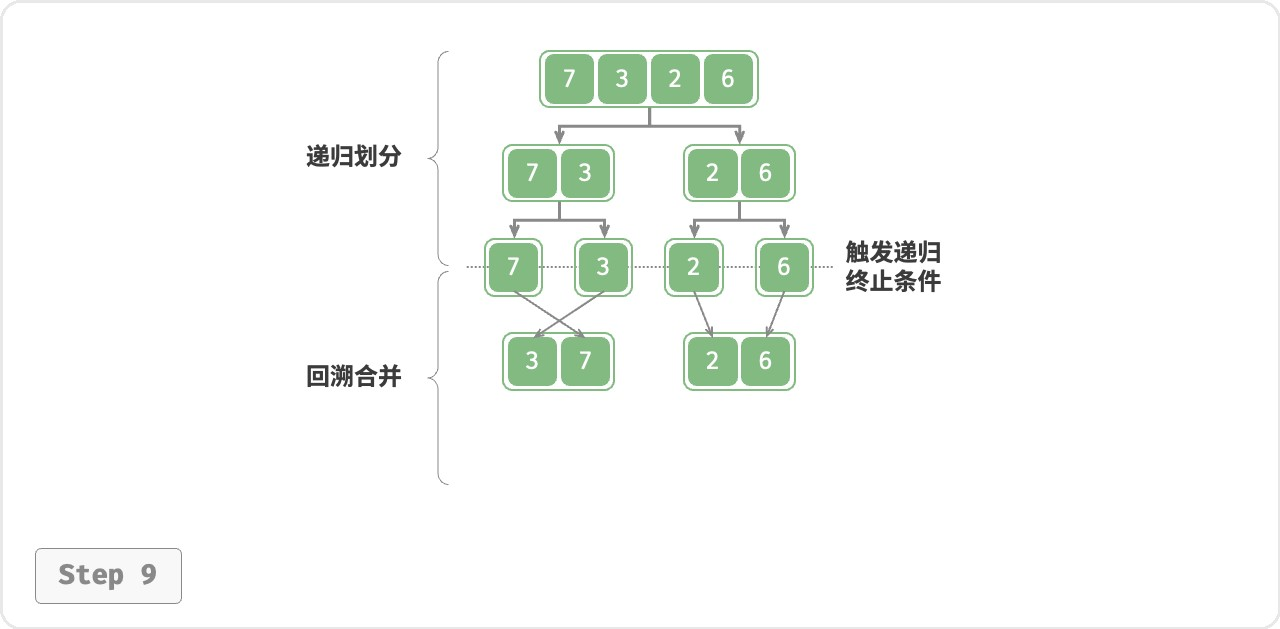 7 3 2 6
递归划分
7 3 2 6
7 3 2 6
触发递归
终止条件
3 7 2 6
回溯合并
Step 9